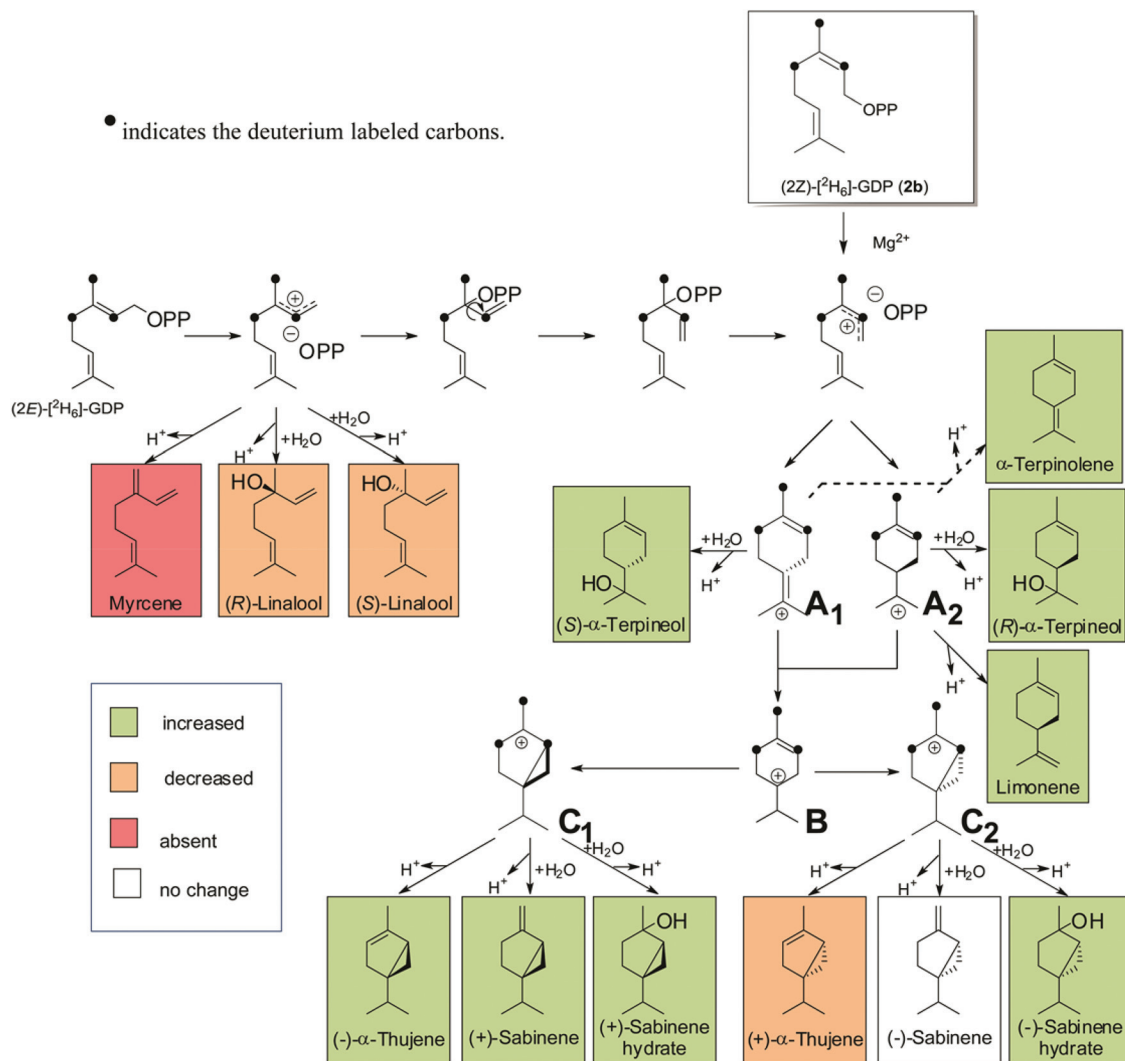 ● indicates the deuterium labeled carbons.
OPP
(2Z)-[²H₆]-GDP (2b)
Mg²⁺
OPP
(2E)-[²H₆]-GDP
⊕
⊖
OPP
OPP
OPP
⊕
⊖
OPP
H⁺
H⁺
+H₂O
+H₂O
H⁺
Myrcene
HO
(R)-Linalool
HO
(S)-Linalool
H⁺
α-Terpinolene
HO
(S)-α-Terpineol
+H₂O
H⁺
⊕
A₁
⊕
A₂
+H₂O
H⁺
HO
(R)-α-Terpineol
H⁺
Limonene
increased
decreased
absent
no change
⊕
C₁
⊕
B
⊕
C₂
H⁺
H⁺
+H₂O
+H₂O
H⁺
H⁺
H⁺
+H₂O
+H₂O
H⁺
(-)-α-Thujene
(+)-Sabinene
OH
(+)-Sabinene
hydrate
(+)-α-Thujene
(-)-Sabinene
OH
(-)-Sabinene
hydrate